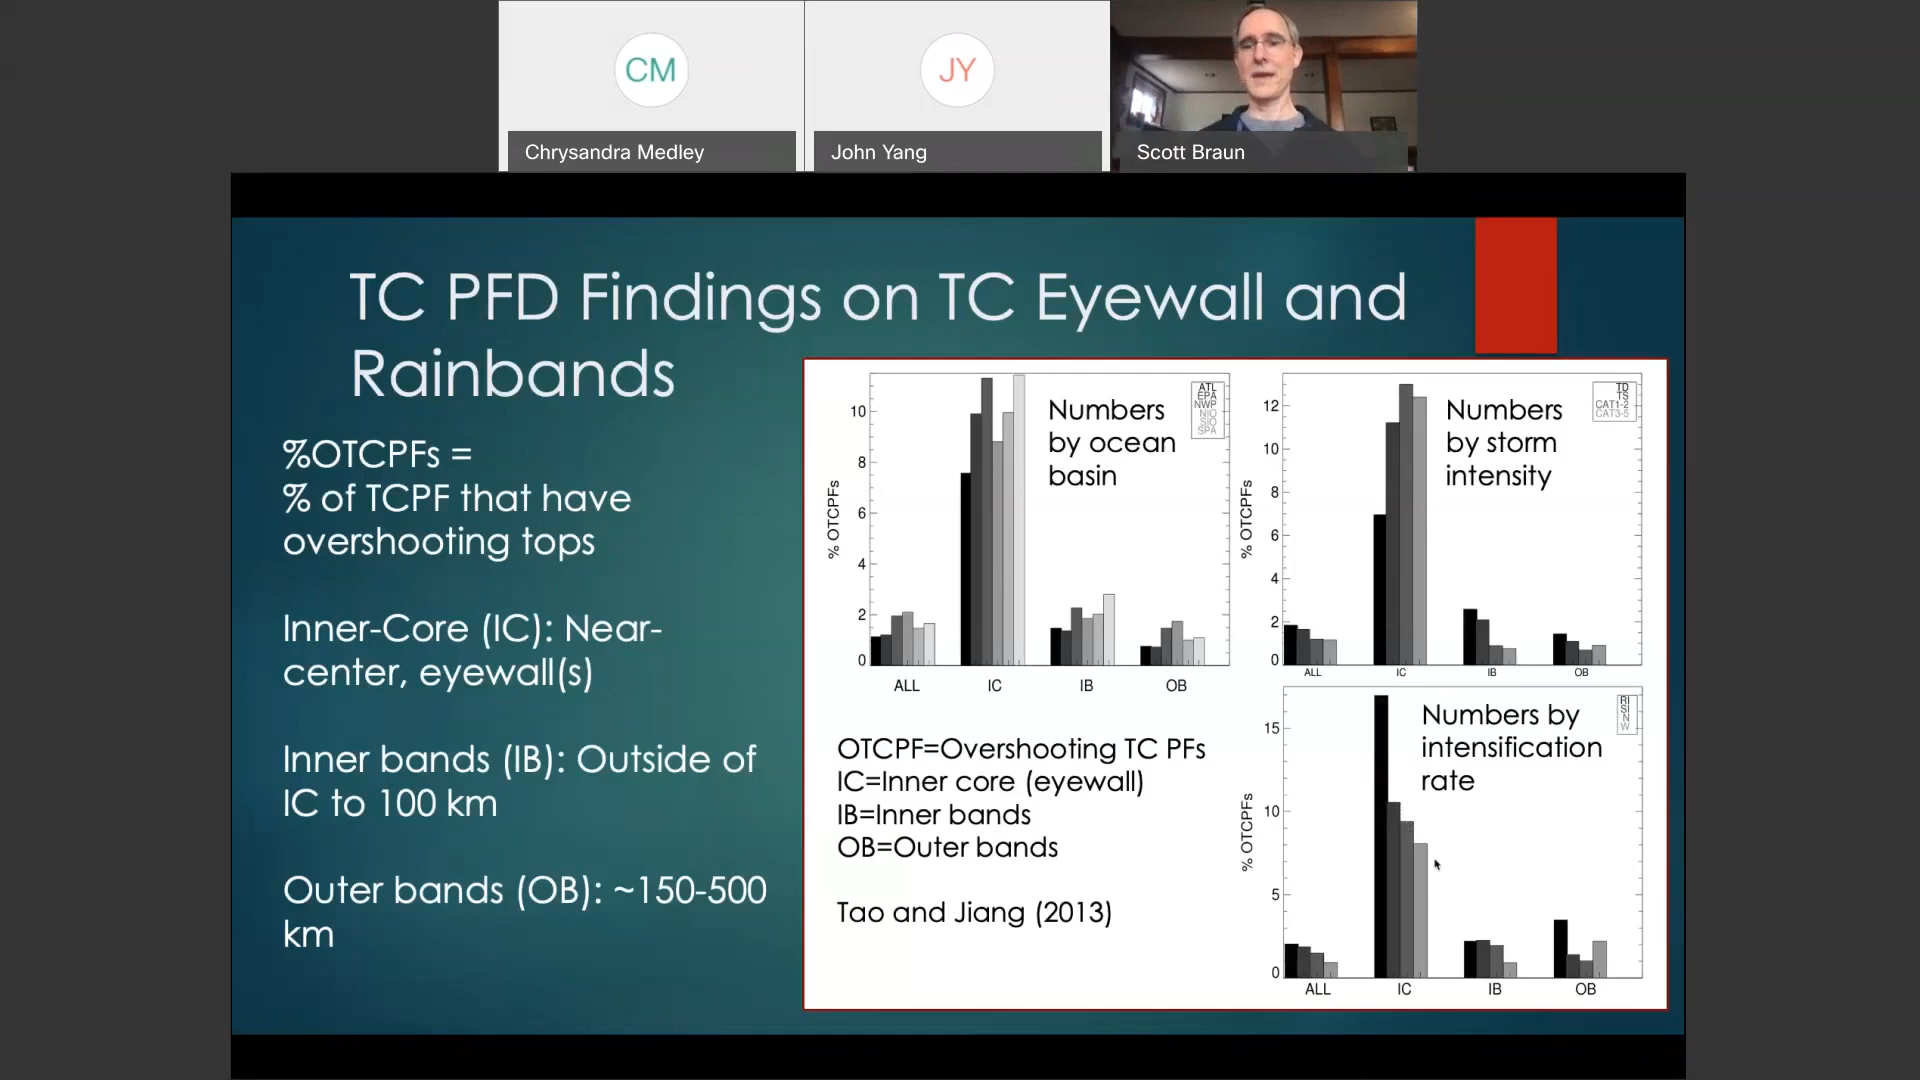 CM
JY
Chrysandra Medley
John Yang
Scott Braun
TC PFD Findings on TC Eyewall and
Rainbands
%OTCPFs =
% of TCPF that have
overshooting tops
Inner-Core (IC): Near-
center, eyewall(s)
Inner bands (IB): Outside of
IC to 100 km
Outer bands (OB): ~150-500
km
Numbers
by ocean
basin
ATL
EPA
NWP
NIO
SIO
SPA
% OTCPFs
10
8
6
4
2
0
ALL IC IB OB
Numbers
by storm
intensity
TD
TS
CAT1-2
CAT3-5
% OTCPFs
12
10
8
6
4
2
0
ALL IC IB OB
OTCPF=Overshooting TC PFs
IC=Inner core (eyewall)
IB=Inner bands
OB=Outer bands
Tao and Jiang (2013)
Numbers by
intensification
rate
RI
SI
N
W
% OTCPFs
15
10
5
0
ALL IC IB OB